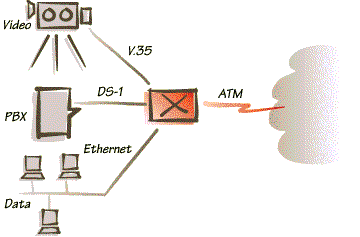 Video
V.35
DS-1
ATM
PBX
Ethernet
Data